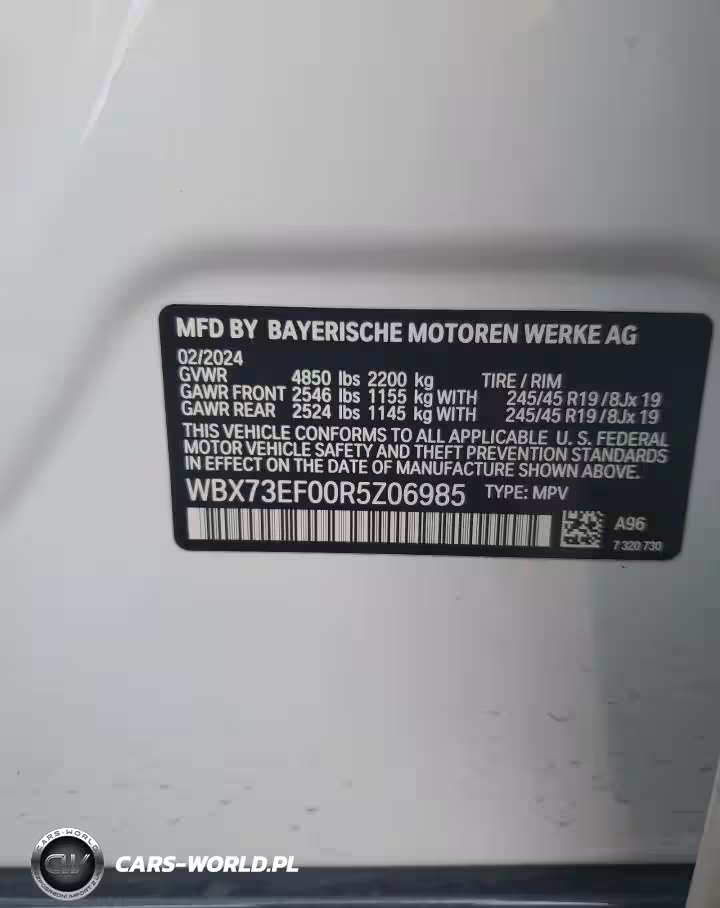 MFD BY BAYERISCHE MOTOREN WERKE AG
02/2024
GVWR 4850 lbs 2200 kg TIRE / RIM
GAWR FRONT 2546 lbs 1155 kg WITH 245/45 R19 /8Jx 19
GAWR REAR 2524 lbs 1145 kg WITH 245/45 R19 /8Jx 19
THIS VEHICLE CONFORMS TO ALL APPLICABLE U. S. FEDERAL
MOTOR VEHICLE SAFETY AND THEFT PREVENTION STANDARDS
IN EFFECT ON THE DATE OF MANUFACTURE SHOWN ABOVE.
WBX73EF00R5Z06985 TYPE: MPV
A96
7 320 730
CARS-WORLD
CW
CARS-WORLD.PL